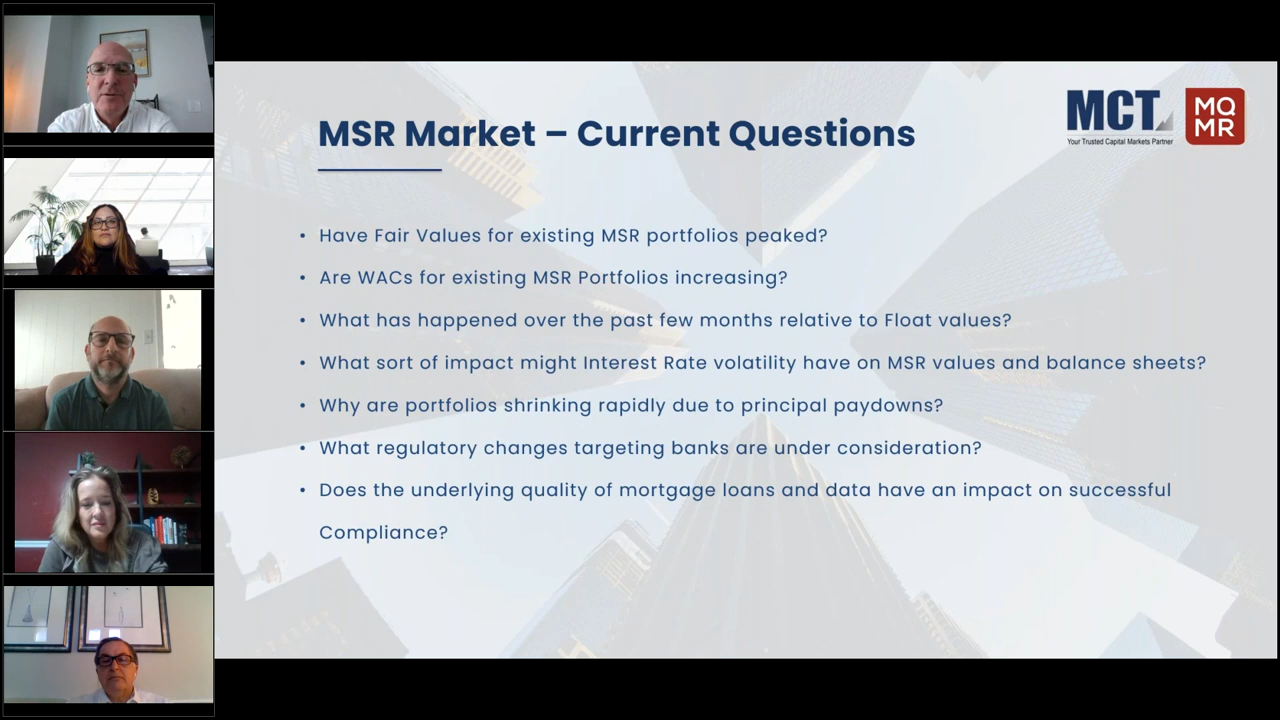 MSR Market – Current Questions
MCT
Your Trusted Capital Markets Partner
MQ
MR
• Have Fair Values for existing MSR portfolios peaked?
• Are WACs for existing MSR Portfolios increasing?
• What has happened over the past few months relative to Float values?
• What sort of impact might Interest Rate volatility have on MSR values and balance sheets?
• Why are portfolios shrinking rapidly due to principal paydowns?
• What regulatory changes targeting banks are under consideration?
• Does the underlying quality of mortgage loans and data have an impact on successful
Compliance?